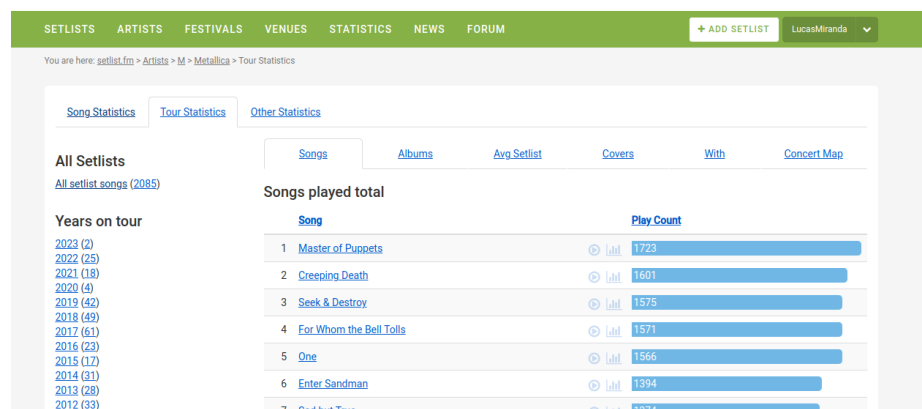 SETLISTS ARTISTS FESTIVALS VENUES STATISTICS NEWS FORUM + ADD SETLIST LucasMiranda
You are here: setlist.fm > Artists > M > Metallica > Tour Statistics
Song Statistics Tour Statistics Other Statistics
All Setlists
All setlist songs (2085)
Years on tour
2023 (2)
2022 (25)
2021 (18)
2020 (4)
2019 (42)
2018 (49)
2017 (61)
2016 (23)
2015 (17)
2014 (31)
2013 (28)
2012 (33)
Songs Albums Avg Setlist Covers With Concert Map
Songs played total
Song Play Count
1 Master of Puppets 1723
2 Creeping Death 1601
3 Seek & Destroy 1575
4 For Whom the Bell Tolls 1571
5 One 1566
6 Enter Sandman 1394